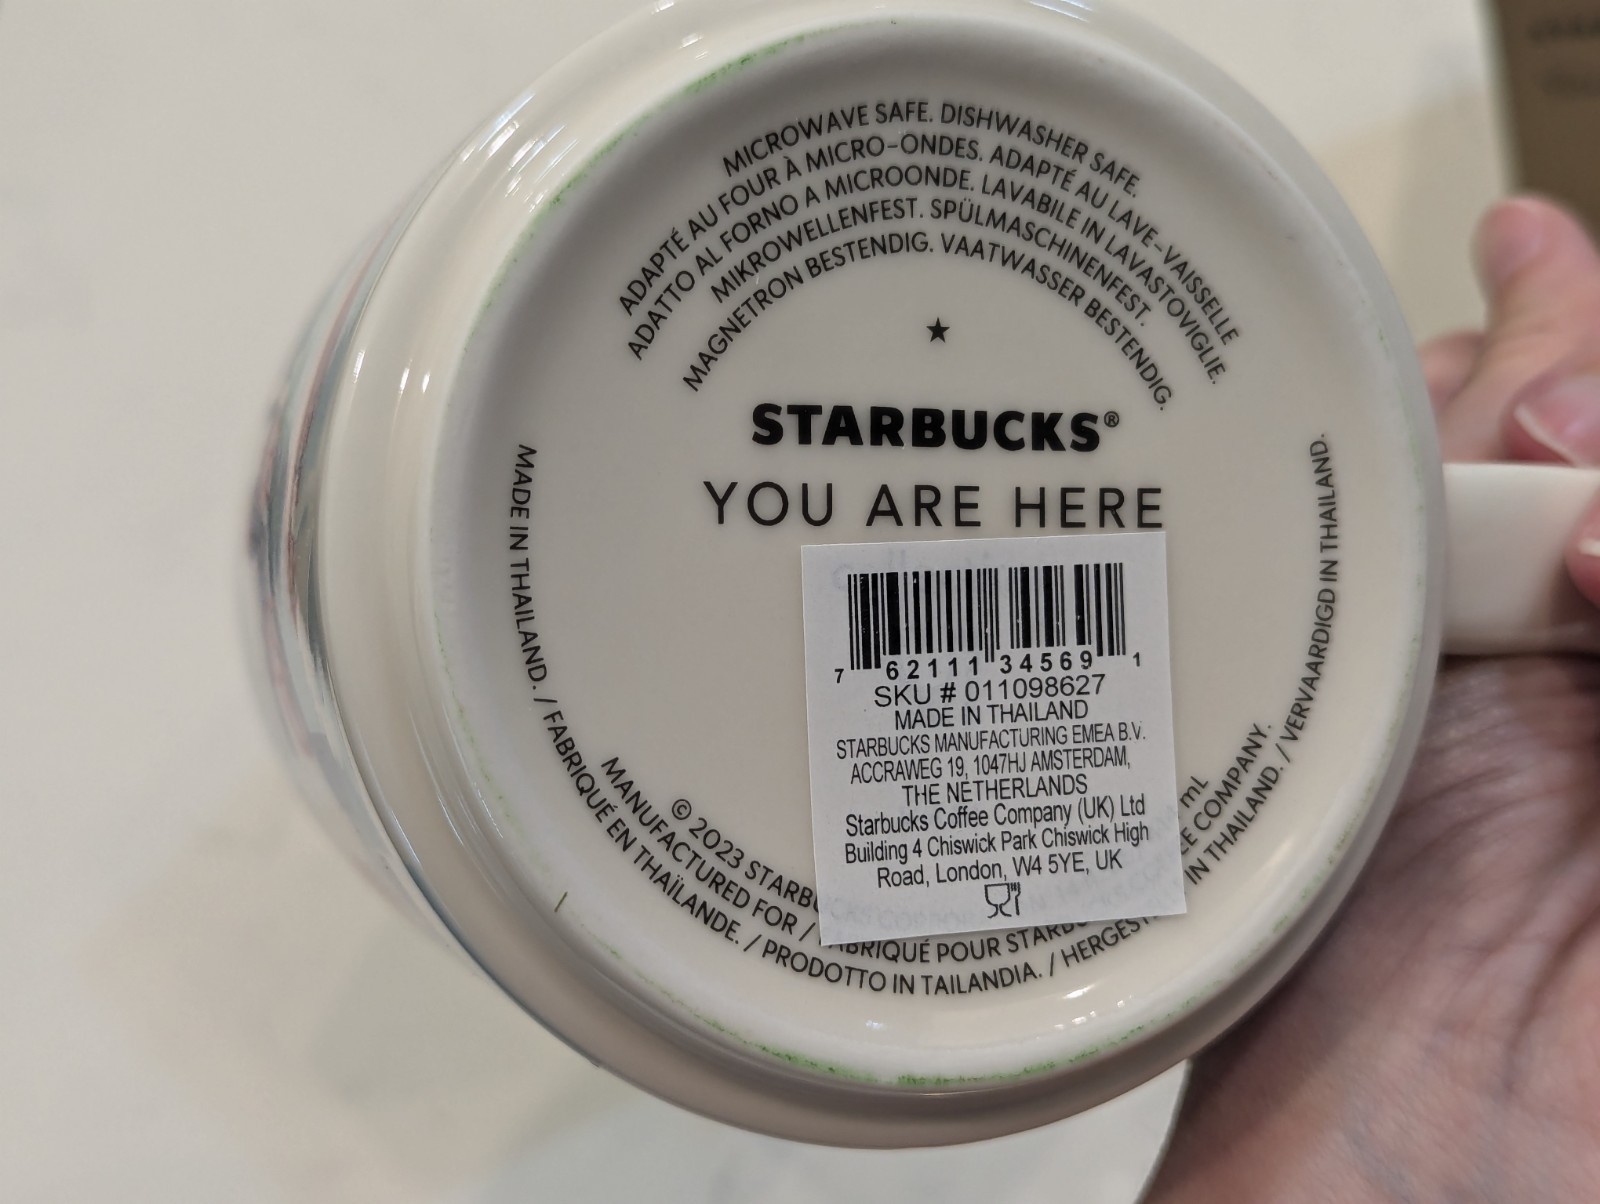 MICROWAVE SAFE. DISHWASHER SAFE.
ADAPTÉ AU FOUR À MICRO-ONDES. ADAPTÉ AU LAVE-VAISSELLE
ADATTO AL FORNO A MICROONDE. LAVABILE IN LAVASTOVIGLIE.
MIKROWELLENFEST. SPÜLMASCHINENFEST.
MAGNETRON BESTENDIG. VAATWASSER BESTENDIG.
★
STARBUCKS®
YOU ARE HERE
7 62111 34569 1
SKU # 011098627
MADE IN THAILAND
STARBUCKS MANUFACTURING EMEA B.V.
ACCRAWEG 19, 1047HJ AMSTERDAM,
THE NETHERLANDS
Starbucks Coffee Company (UK) Ltd
Building 4 Chiswick Park Chiswick High
Road, London, W4 5YE, UK
mL
© 2023
MANUFACTURED FOR / POUR COMPANY.
MADE IN THAILAND. / FABRIQUÉ EN THAÏLANDE. / PRODOTTO IN TAILANDIA. / IN THAILAND. / VERVAARDIGD IN THAILAND.